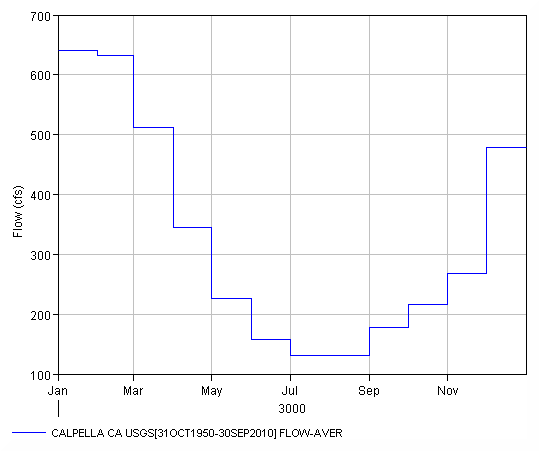 700
600
500
400
300
200
100
Flow (cfs)
Jan Mar May Jul Sep Nov
3000
CALPELLA CA USGS[31OCT1950-30SEP2010] FLOW-AVER